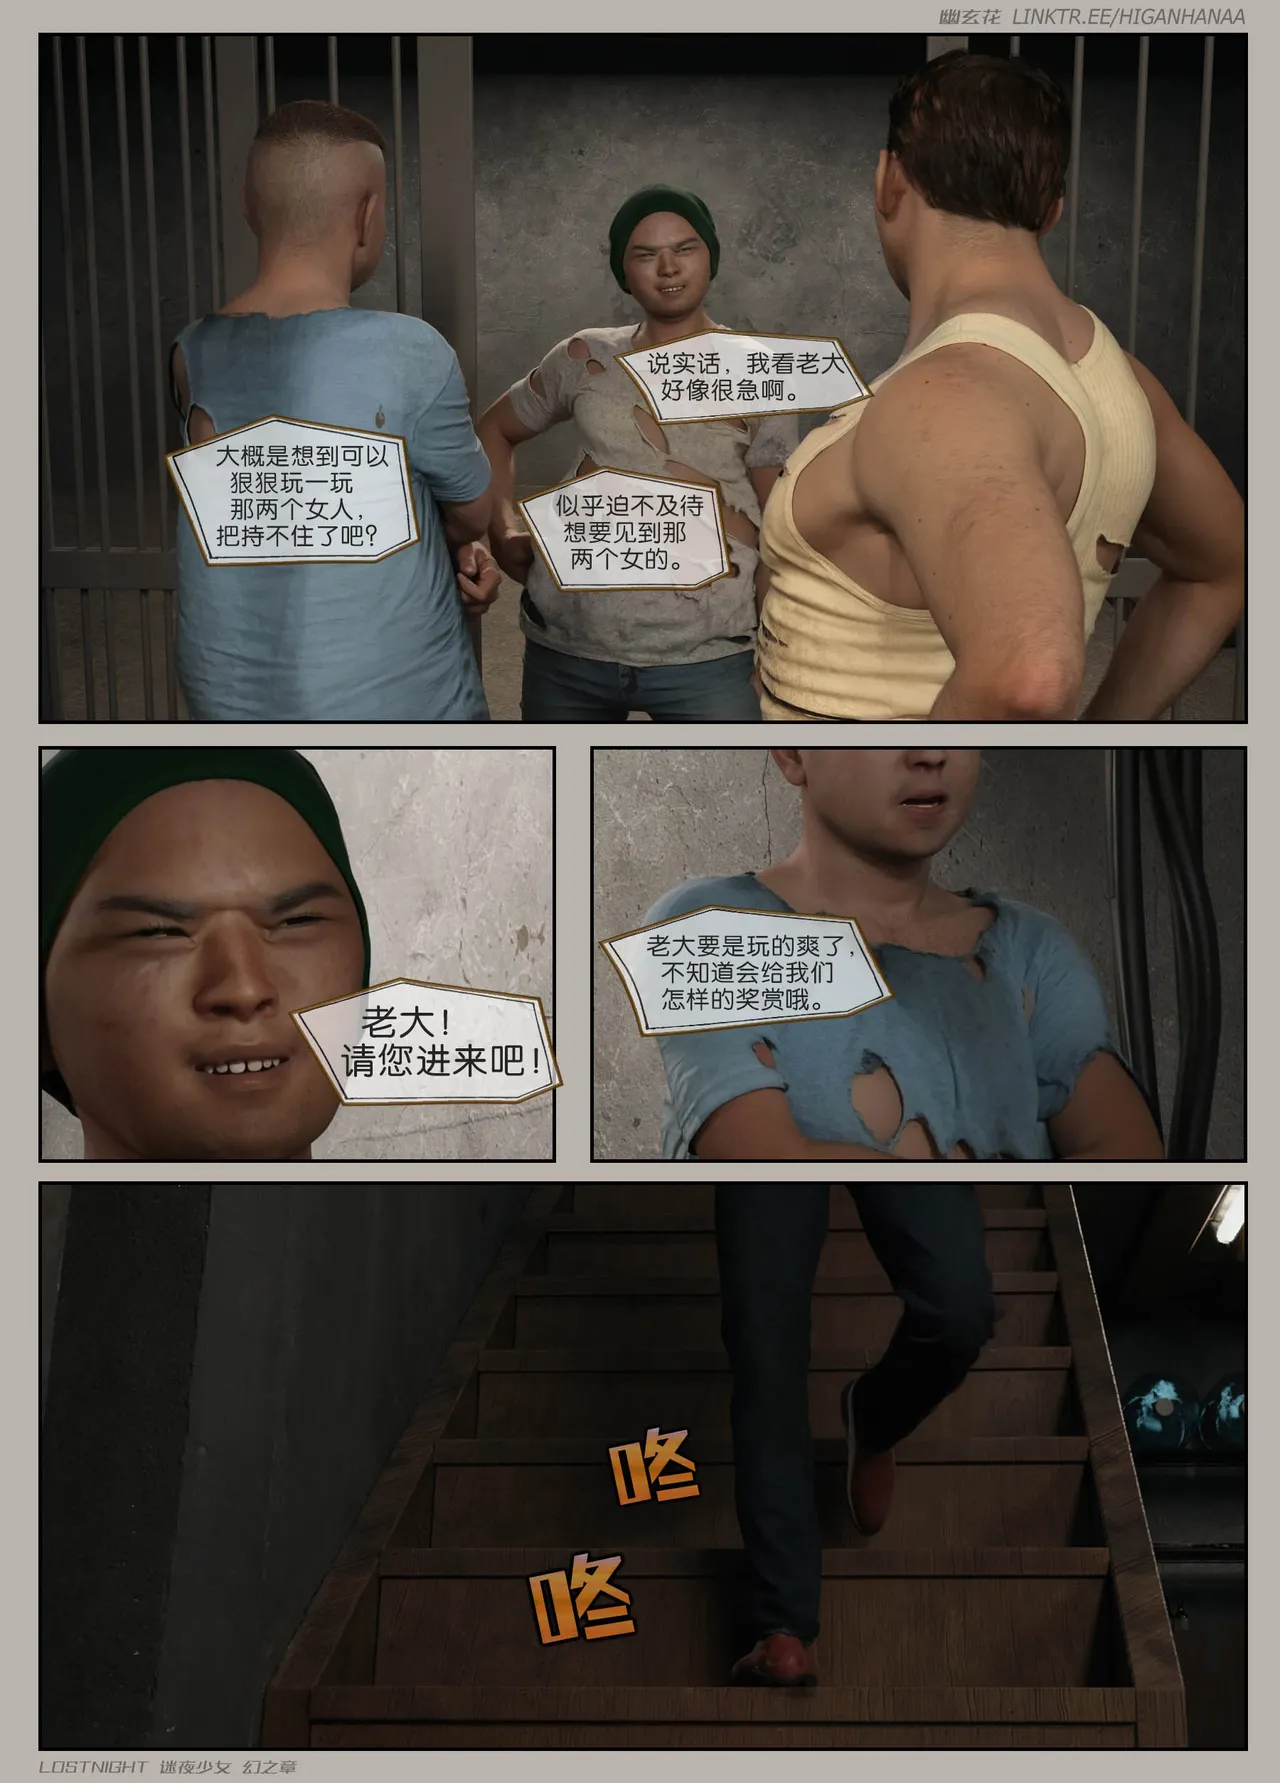 幽玄花 LINKTR.EE/HIGANHANAA
说实话，我看老大
好像很急啊。
大概是想到可以
狠狠玩一玩
那两个女人，
把持不住了吧？
似乎迫不及待
想要见到那
两个女的。
老大！
请您进来吧！
老大要是玩的爽了，
不知道会给我们
怎样的奖赏哦。
咚
咚
LOSTNIGHT 迷夜少女 幻之章